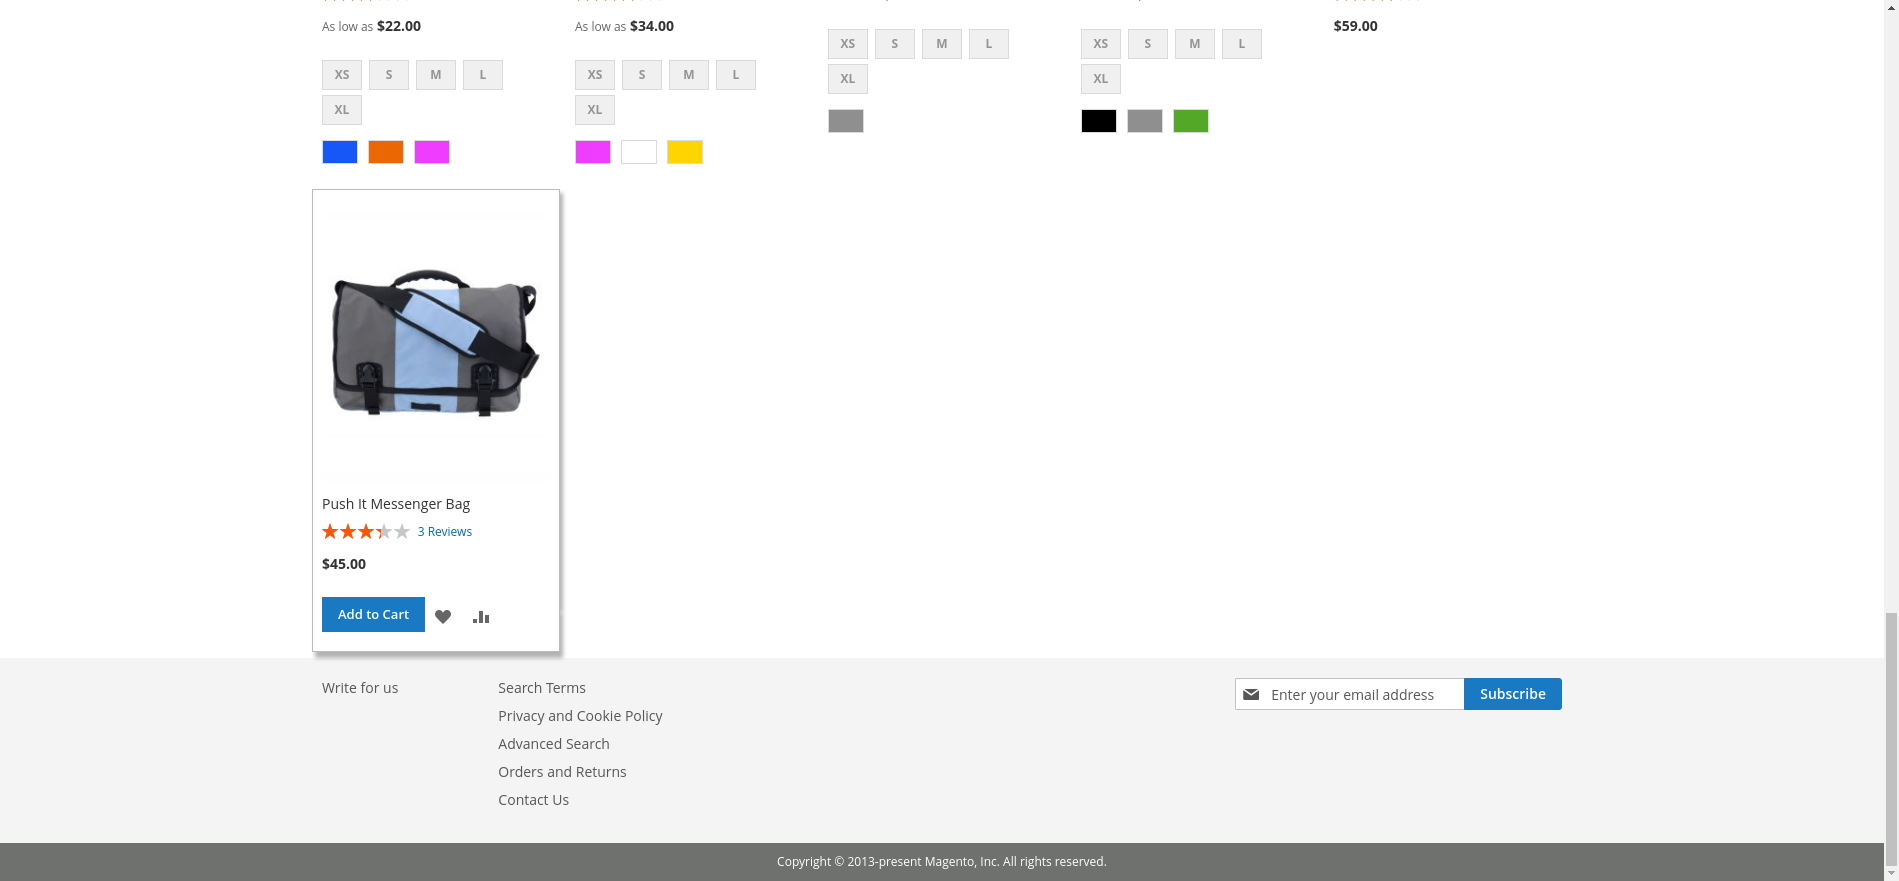 As low as $22.00
XS S M L
XL
As low as $34.00
XS S M L
XL
XS S M L
XL
XS S M L
XL
$59.00
Push It Messenger Bag
3 Reviews
$45.00
Add to Cart
Write for us
Search Terms
Privacy and Cookie Policy
Advanced Search
Orders and Returns
Contact Us
Enter your email address
Subscribe
Copyright © 2013-present Magento, Inc. All rights reserved.